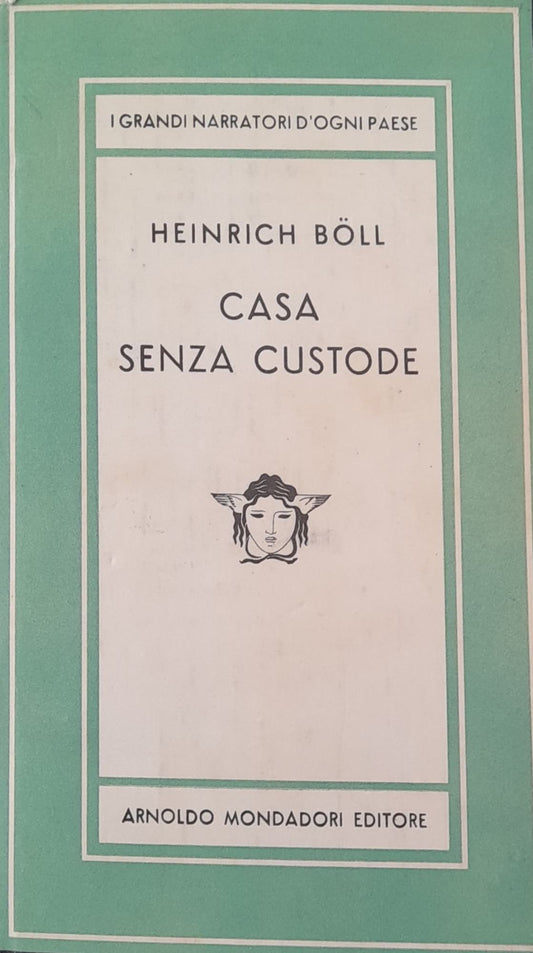 I GRANDI NARRATORI D'OGNI PAESE
HEINRICH BÖLL
CASA
SENZA CUSTODE
ARNOLDO MONDADORI EDITORE